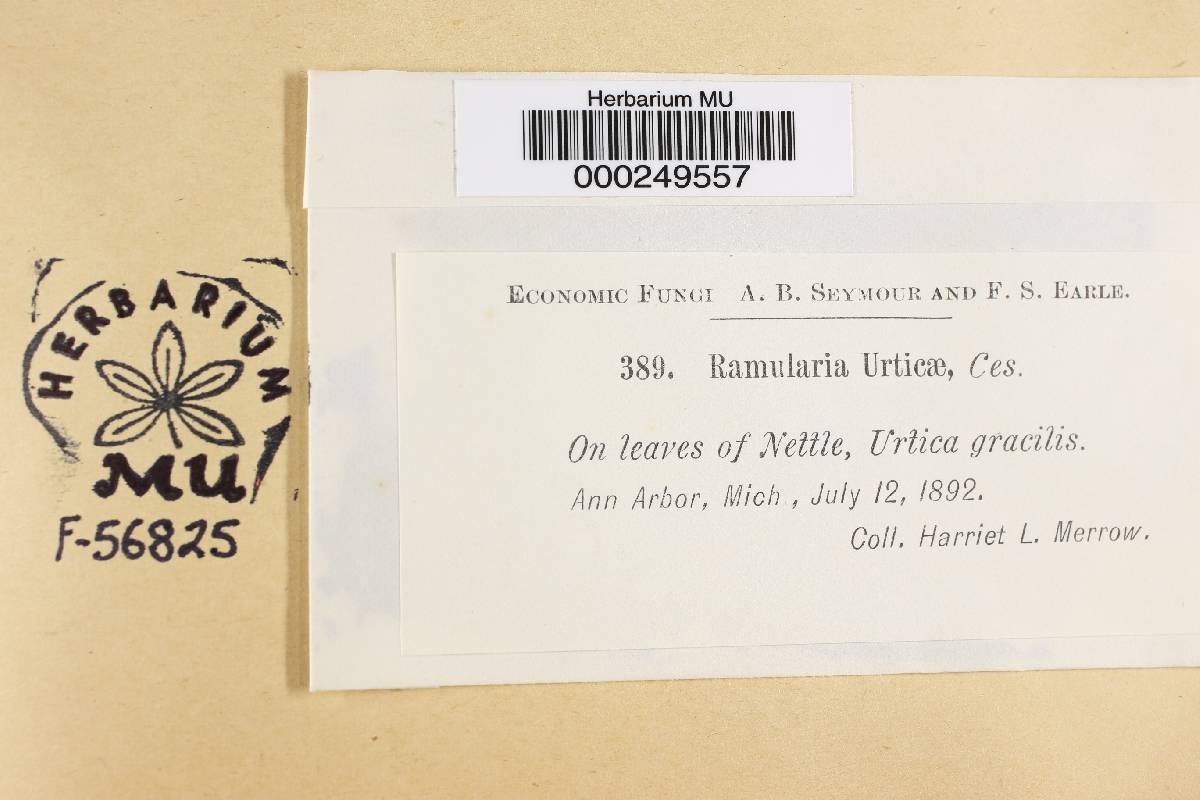 Herbarium MU
000249557
HERBARIUM
MU
F-56825
Economic Fungi A. B. Seymour and F. S. Earle.
389. Ramularia Urticæ, Ces.
On leaves of Nettle, Urtica gracilis.
Ann Arbor, Mich., July 12, 1892.
Coll. Harriet L. Merrow.